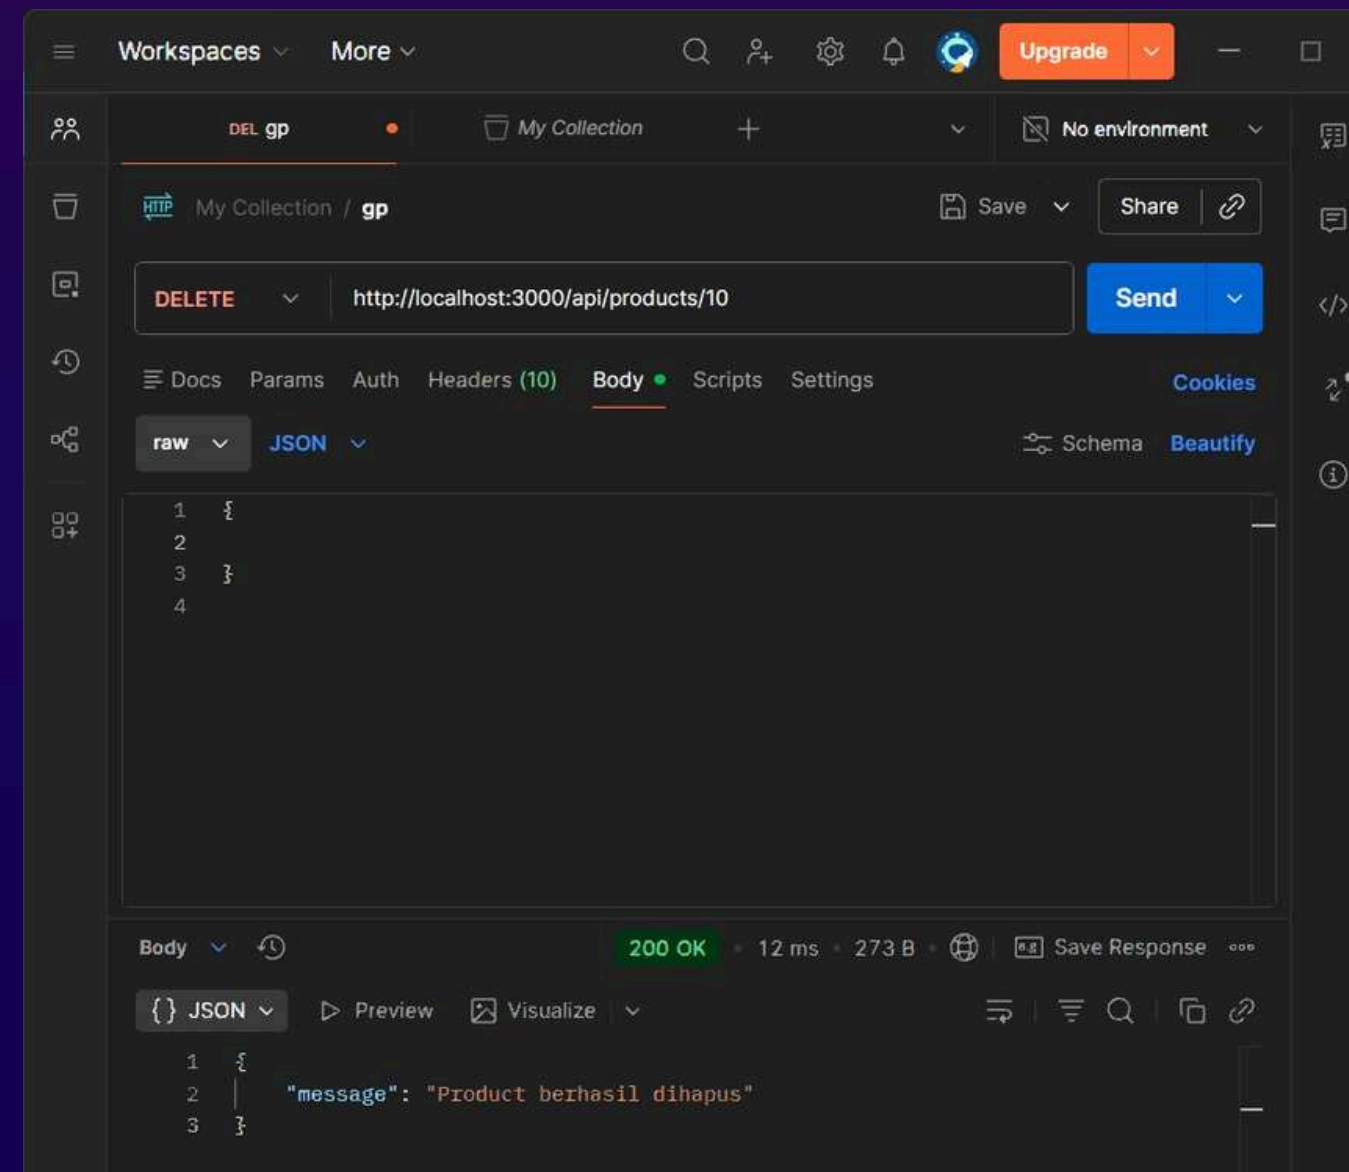 Workspaces More Upgrade
DEL gp My Collection No environment
HTTP My Collection / gp Save Share
DELETE http://localhost:3000/api/products/10 Send
Docs Params Auth Headers (10) Body Scripts Settings Cookies
raw JSON Schema Beautify
1 {
2
3 }
4
Body 200 OK 12 ms 273 B e.g Save Response
{} JSON Preview Visualize
1 {
2 "message": "Product berhasil dihapus"
3 }